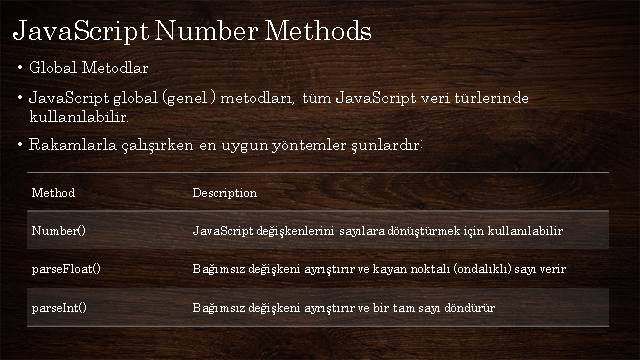 JavaScript Number Methods
• Global Metodlar
• JavaScript global (genel ) metodları, tüm JavaScript veri türlerinde
kullanılabilir.
• Rakamlarla çalışırken en uygun yöntemler şunlardır:
Method Description
Number() JavaScript değişkenlerini sayılara dönüştürmek için kullanılabilir
parseFloat() Bağımsız değişkeni ayrıştırır ve kayan noktalı (ondalıklı) sayı verir
parseInt() Bağımsız değişkeni ayrıştırır ve bir tam sayı döndürür